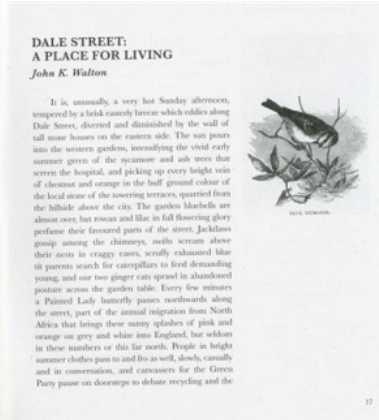 DALE STREET:
A PLACE FOR LIVING
John K. Walton
It is, unusually, a very hot Sunday afternoon,
tempered by a brisk easterly breeze which eddies along
Dale Street, diverted and diminished by the wall of
tall stone houses on the eastern side. The sun pours
into the western gardens, intensifying the vivid early
summer green of the sycamore and ash trees that
screen the hospital, and picking up every bright vein
of chestnut and orange in the buff ground colour of
the local stone of the towering terraces, quarried from
the hillside above the city. The garden bluebells are
almost over, but rowan and lilac in full flowering glory
perfume their favoured parts of the street. Jackdaws
gossip among the chimneys, swifts scream above
their nests in craggy caves, scruffy exhausted blue
tit parents search for caterpillars to feed demanding
young, and our two ginger cats sprawl in abandoned
posture across the garden table. Every few minutes
a Painted Lady butterfly passes northwards along
the street, part of the annual migration from North
Africa that brings these sunny splashes of pink and
orange on grey and white into England, but seldom
in these numbers or this far north. People in bright
summer clothes pass to and fro as well, slowly, casually
and in conversation, and canvassers for the Green
Party pause on doorsteps to debate recycling and the
BLUE TITMOUSE.
17